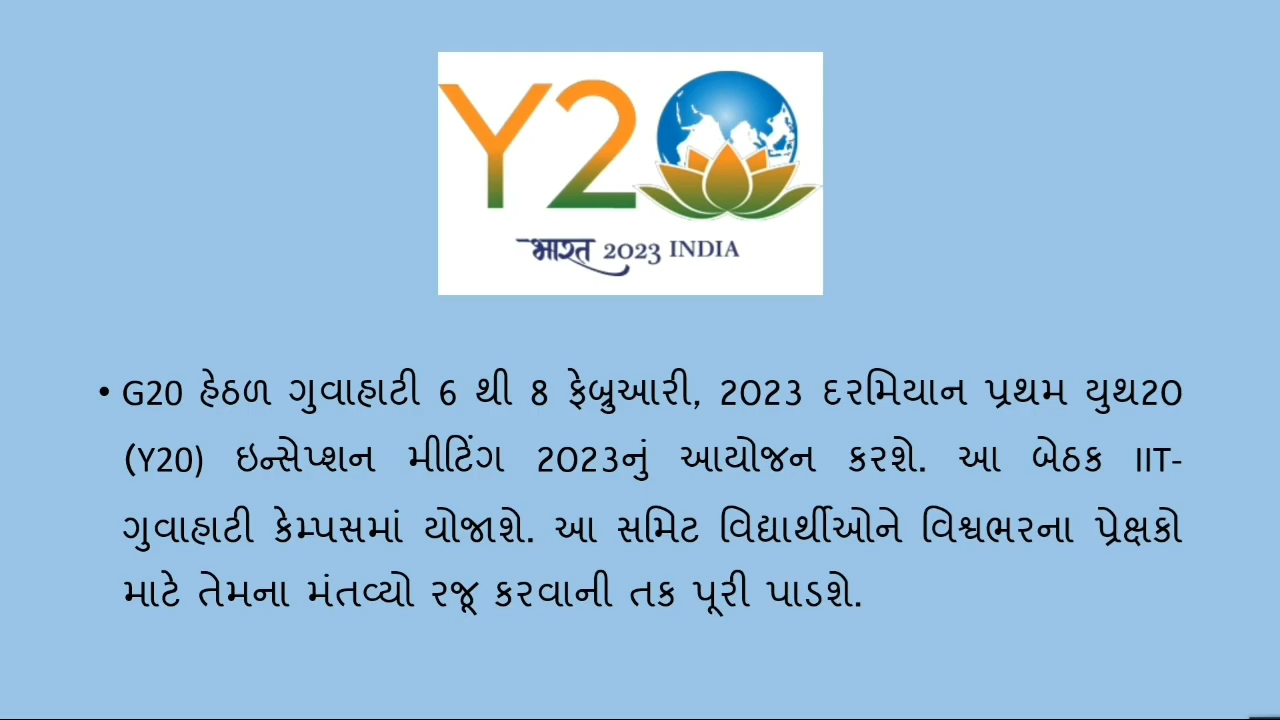 Y20
भारत 2023 INDIA
• G20 હેઠળ ગુવાહાટી 6 થી 8 ફેબ્રુઆરી, 2023 દરમિયાન પ્રથમ યુથ20
(Y20) ઇન્સેપ્શન મીટિંગ 2023નું આયોજન કરશે. આ બેઠક IIT-
ગુવાહાટી કેમ્પસમાં યોજાશે. આ સમિટ વિદ્યાર્થીઓને વિશ્વભરના પ્રેક્ષકો
માટે તેમના મંતવ્યો રજૂ કરવાની તક પૂરી પાડશે.